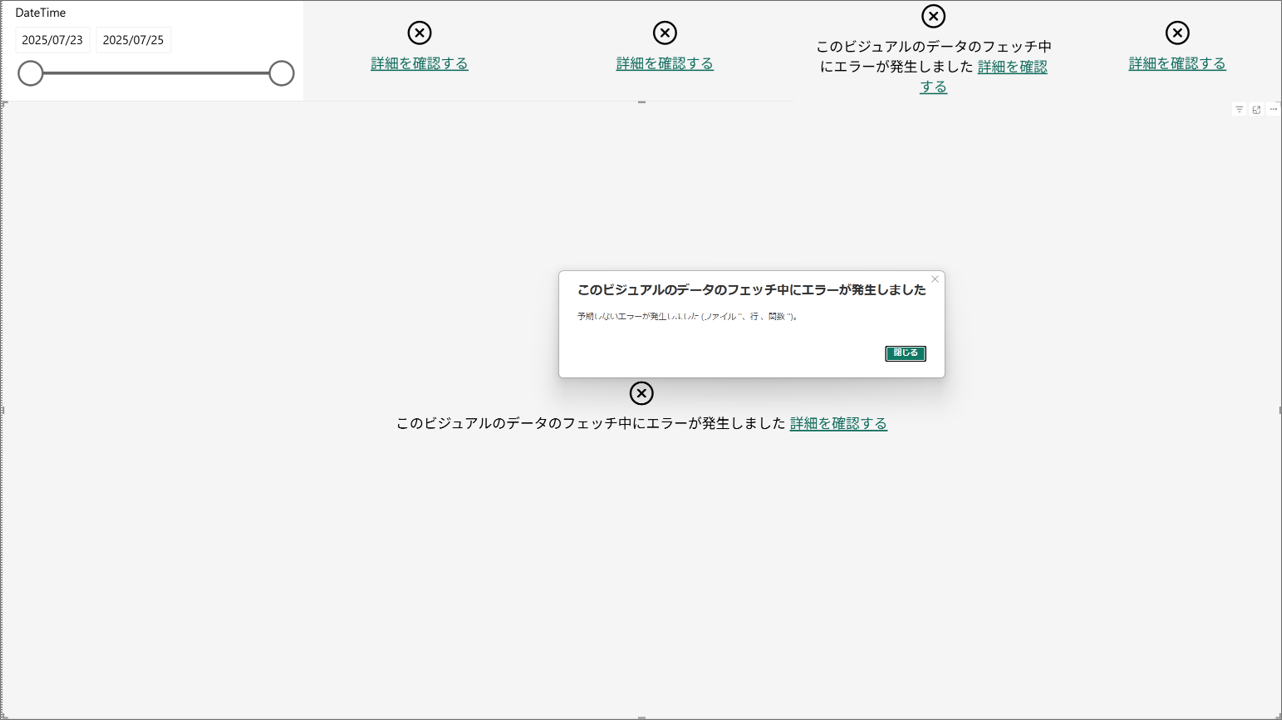 DateTime
2025/07/23 2025/07/25
詳細を確認する
詳細を確認する
このビジュアルのデータのフェッチ中
にエラーが発生しました 詳細を確認
する
詳細を確認する
このビジュアルのデータのフェッチ中にエラーが発生しました
予期しないエラーが発生しました (ファイル ''、行 、関数 '')。
閉じる
このビジュアルのデータのフェッチ中にエラーが発生しました 詳細を確認する